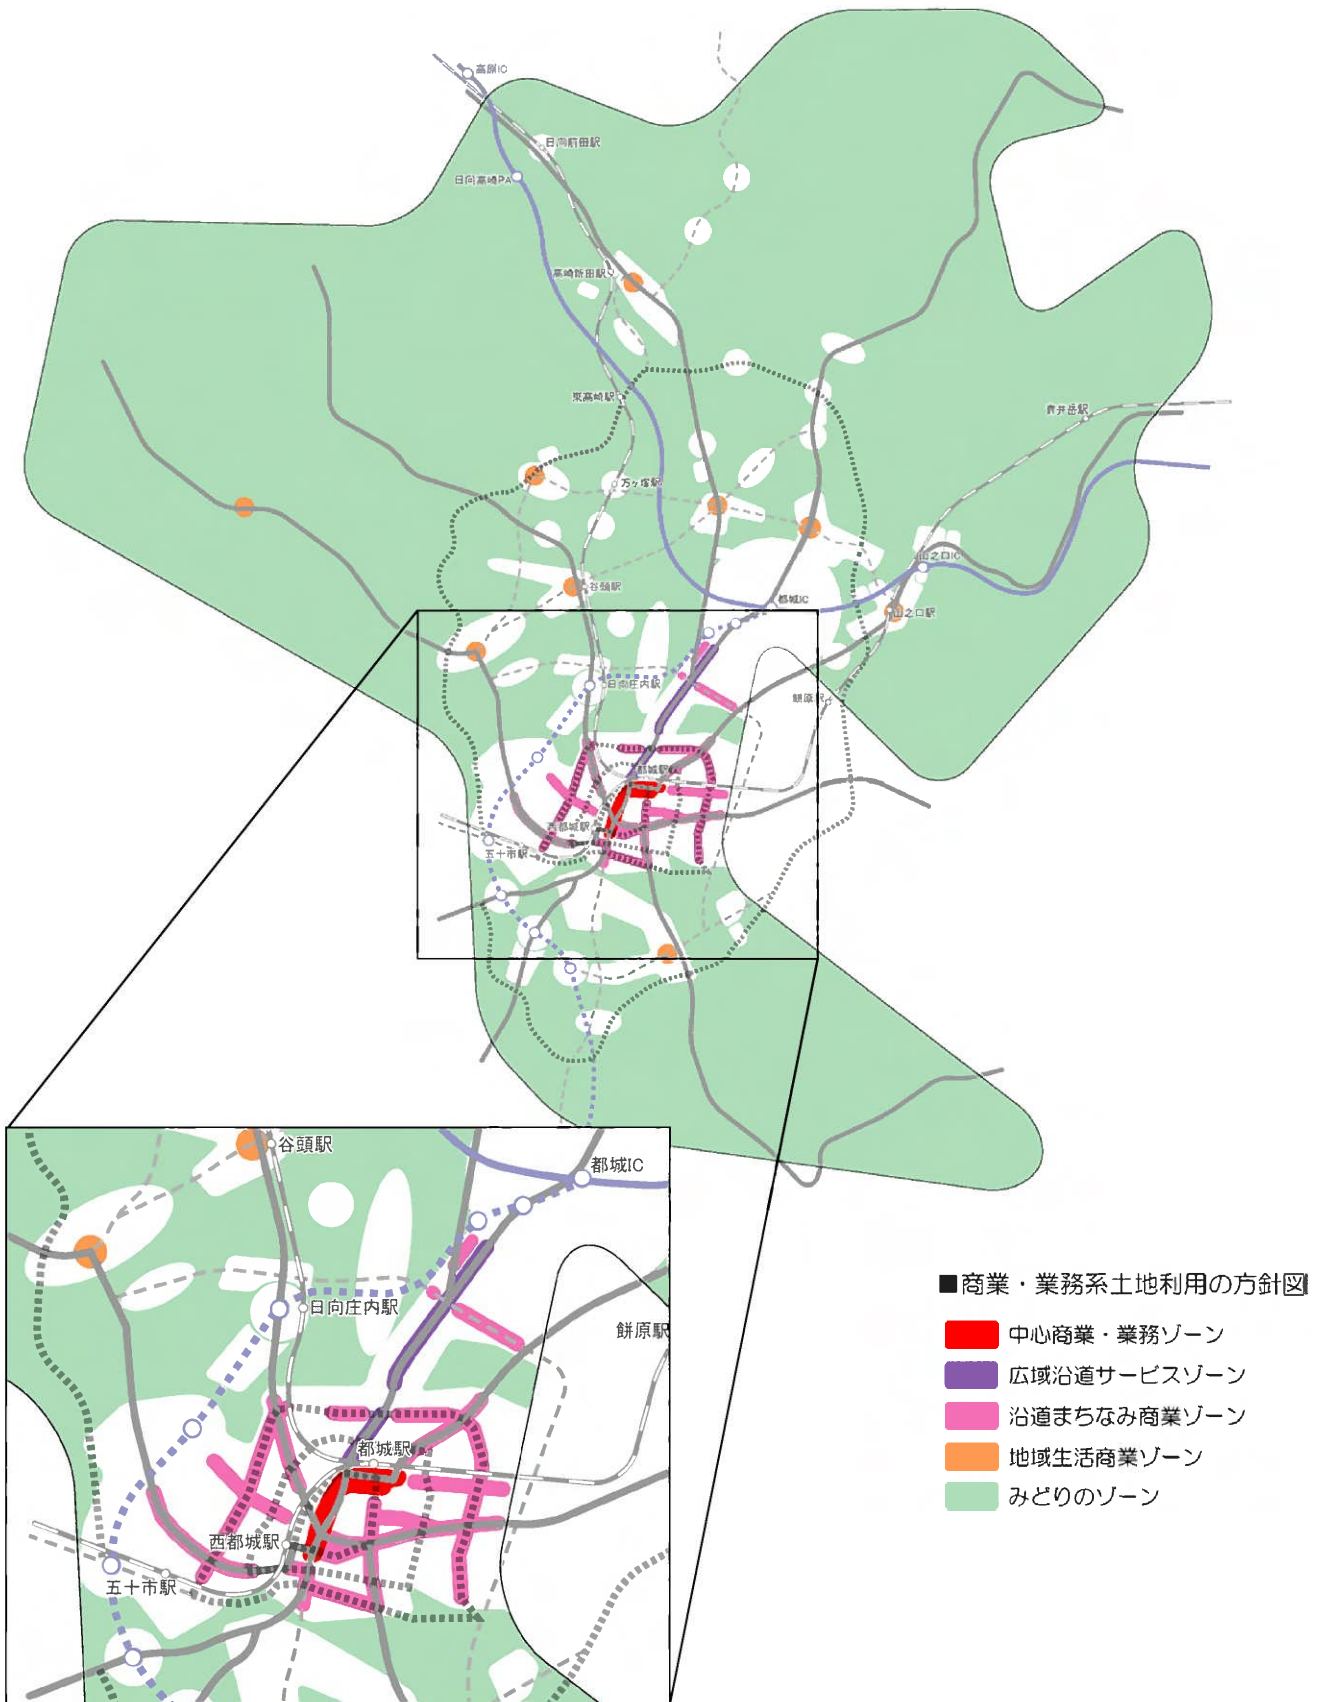 高原IC
日向前田駅
日向高崎PA
高崎新田駅
東高崎駅
青井岳駅
万ヶ塚駅
山之口IC
谷頭駅
都城IC
山之口駅
日向庄内駅
餅原駅
都城駅
西都城駅
五十市駅
谷頭駅
都城IC
日向庄内駅
餅原駅
都城駅
西都城駅
五十市駅
■商業・業務系土地利用の方針図
中心商業・業務ゾーン
広域沿道サービスゾーン
沿道まちなみ商業ゾーン
地域生活商業ゾーン
みどりのゾーン